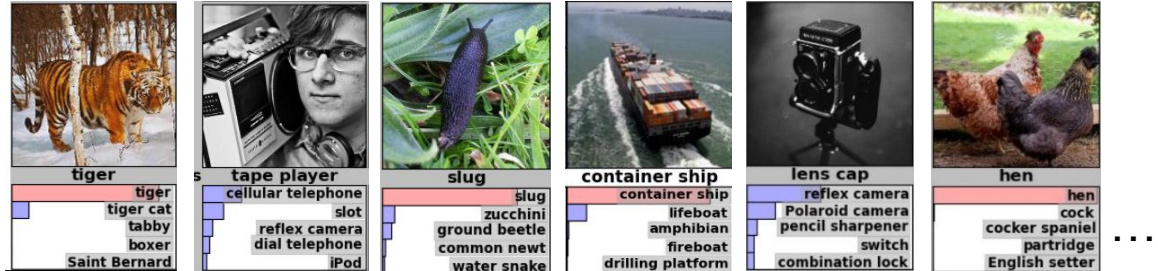 tiger
tiger
tiger cat
tabby
boxer
Saint Bernard
s
tape player
cellular telephone
slot
reflex camera
dial telephone
iPod
slug
slug
zucchini
ground beetle
common newt
water snake
container ship
container ship
lifeboat
amphibian
fireboat
drilling platform
lens cap
reflex camera
Polaroid camera
pencil sharpener
switch
combination lock
hen
hen
cock
cocker spaniel
partridge
English setter
...